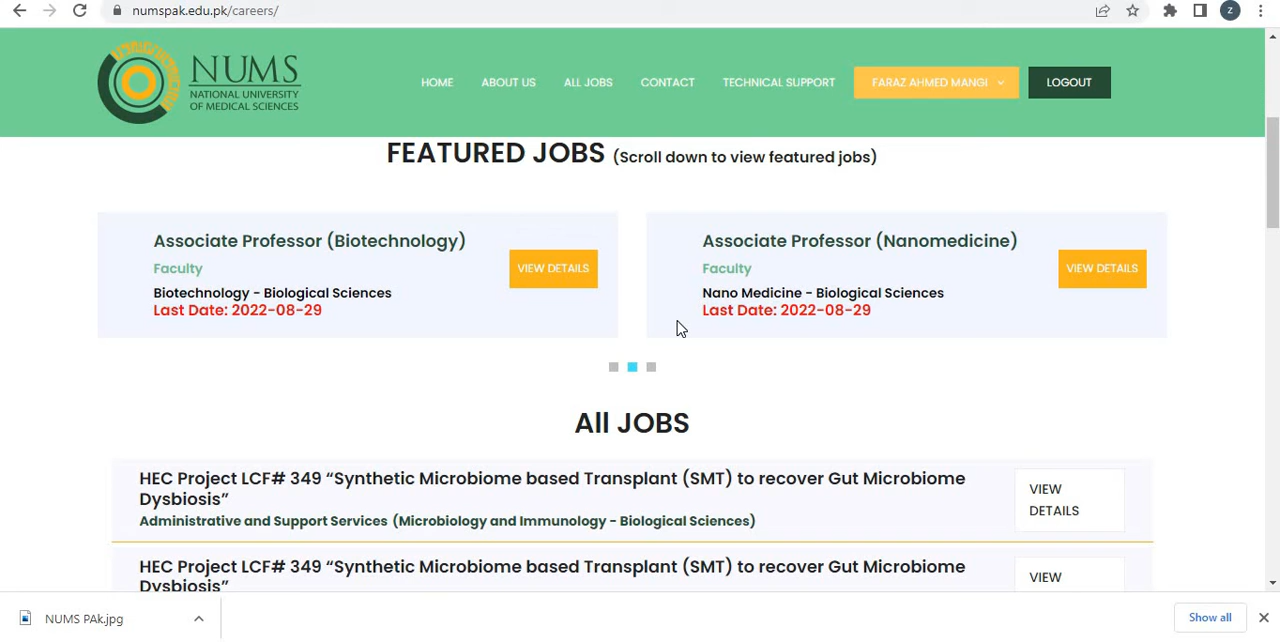 numspak.edu.pk/careers/
Z
NUMS
NATIONAL UNIVERSITY
OF MEDICAL SCIENCES
HOME ABOUT US ALL JOBS CONTACT TECHNICAL SUPPORT FARAZ AHMED MANGI LOGOUT
FEATURED JOBS (Scroll down to view featured jobs)
Associate Professor (Biotechnology)
Faculty
Biotechnology - Biological Sciences
Last Date: 2022-08-29
VIEW DETAILS
Associate Professor (Nanomedicine)
Faculty
Nano Medicine - Biological Sciences
Last Date: 2022-08-29
VIEW DETAILS
All JOBS
HEC Project LCF# 349 “Synthetic Microbiome based Transplant (SMT) to recover Gut Microbiome
Dysbiosis”
Administrative and Support Services (Microbiology and Immunology - Biological Sciences)
VIEW
DETAILS
HEC Project LCF# 349 “Synthetic Microbiome based Transplant (SMT) to recover Gut Microbiome
Dysbiosis”
VIEW
NUMS PAk.jpg
Show all